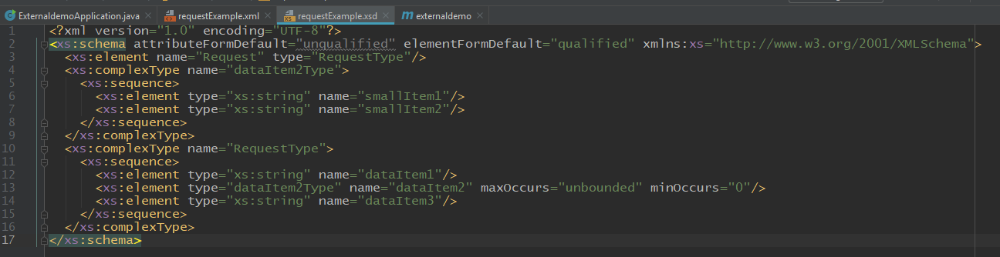 ExternaldemoApplication.java requestExample.xml requestExample.xsd externaldemo
1 <?xml version="1.0" encoding="UTF-8"?>
2 <xs:schema attributeFormDefault="unqualified" elementFormDefault="qualified" xmlns:xs="http://www.w3.org/2001/XMLSchema">
3 <xs:element name="Request" type="RequestType"/>
4 <xs:complexType name="dataItem2Type">
5 <xs:sequence>
6 <xs:element type="xs:string" name="smallItem1"/>
7 <xs:element type="xs:string" name="smallItem2"/>
8 </xs:sequence>
9 </xs:complexType>
10 <xs:complexType name="RequestType">
11 <xs:sequence>
12 <xs:element type="xs:string" name="dataItem1"/>
13 <xs:element type="dataItem2Type" name="dataItem2" maxOccurs="unbounded" minOccurs="0"/>
14 <xs:element type="xs:string" name="dataItem3"/>
15 </xs:sequence>
16 </xs:complexType>
17 </xs:schema>